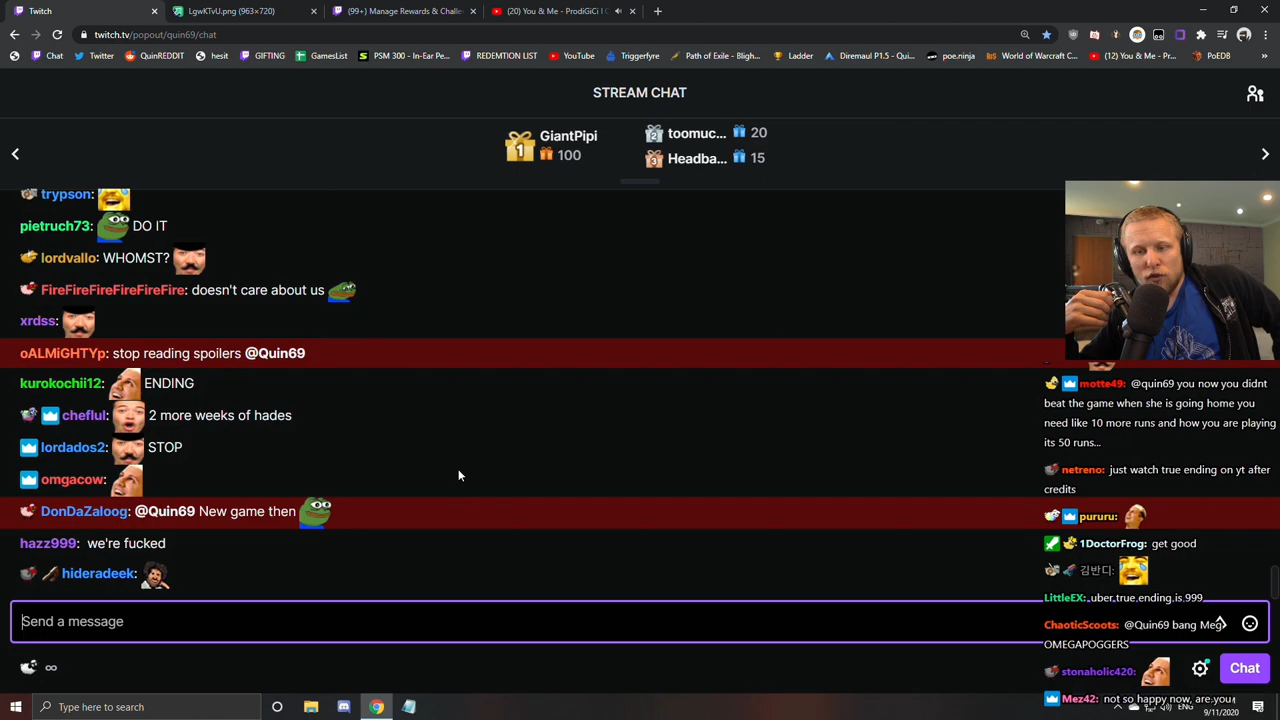 Twitch
LgwKTvU.png (963×720)
(99+) Manage Rewards & Challe
(20) You & Me - ProdiGiCi I C
twitch.tv/popout/quin69/chat
Chat
Twitter
QuinREDDIT
hesit
GIFTING
GamesList
PSM 300 - In-Ear Pe...
REDEMTION LIST
YouTube
Triggerfyre
Path of Exile - Bligh...
Ladder
Diremaul P1.5 - Qui...
poe.ninja
World of Warcraft C...
(12) You & Me - Pr...
PoEDB
STREAM CHAT
1 GiantPipi
100
2 toomuc... 20
3 Headba... 15
trypson:
pietruch73: DO IT
lordvallo: WHOMST?
FireFireFireFireFireFire: doesn't care about us
xrdss:
oALMiGHTYp: stop reading spoilers @Quin69
kurokochii12: ENDING
cheflul: 2 more weeks of hades
lordados2: STOP
omgacow:
DonDaZaloog: @Quin69 New game then
hazz999: we're fucked
hideradeek:
Send a message
Chat
motte49: @quin69 you now you didnt
beat the game when she is going home you
need like 10 more runs and how you are playing
its 50 runs...
netreno: just watch true ending on yt after
credits
pururu:
1DoctorFrog: get good
김반디:
LittleEX: uber true ending is 999
ChaoticScoots: @Quin69 bang Meg
OMEGAPOGGERS
stonaholic420:
Mez42: not so happy now, are you
Type here to search
ENG
9/11/2020